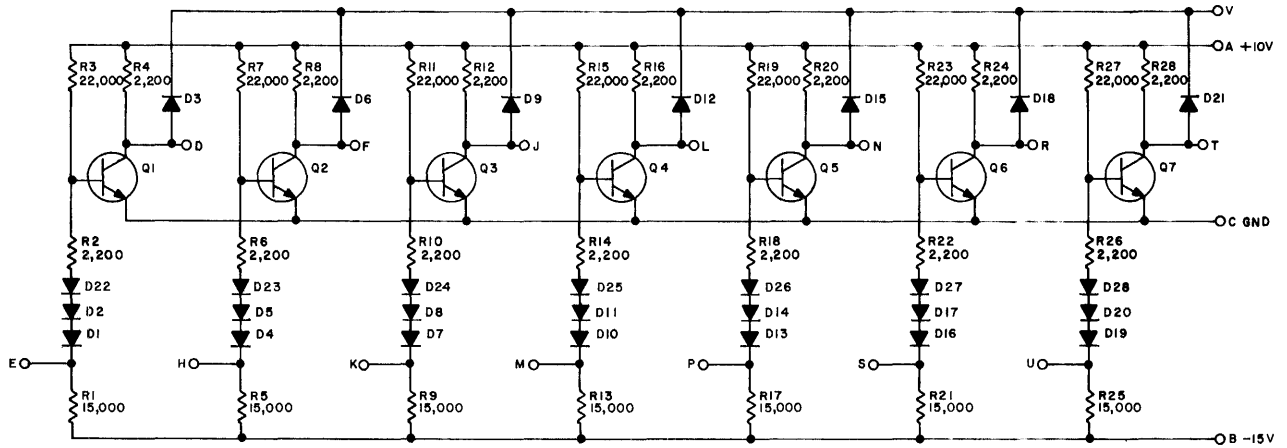 V
A +10V
R3 22,000
R4 2,200
R7 22,000
R8 2,200
R11 22,000
R12 2,200
R15 22,000
R16 2,200
R19 22,000
R20 2,200
R23 22,000
R24 2,200
R27 22,000
R28 2,200
D3
D6
D9
D12
D15
D18
D21
D
F
J
L
N
R
T
Q1
Q2
Q3
Q4
Q5
Q6
Q7
C GND
R2 2,200
R6 2,200
R10 2,200
R14 2,200
R18 2,200
R22 2,200
R26 2,200
D22
D23
D24
D25
D26
D27
D28
D2
D5
D8
D11
D14
D17
D20
D1
D4
D7
D10
D13
D16
D19
E
H
K
M
P
S
U
R1 15,000
R5 15,000
R9 15,000
R13 15,000
R17 15,000
R21 15,000
R25 15,000
B -15V